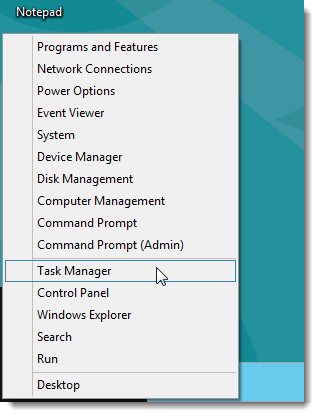 Notepad
Programs and Features
Network Connections
Power Options
Event Viewer
System
Device Manager
Disk Management
Computer Management
Command Prompt
Command Prompt (Admin)
Task Manager
Control Panel
Windows Explorer
Search
Run
Desktop